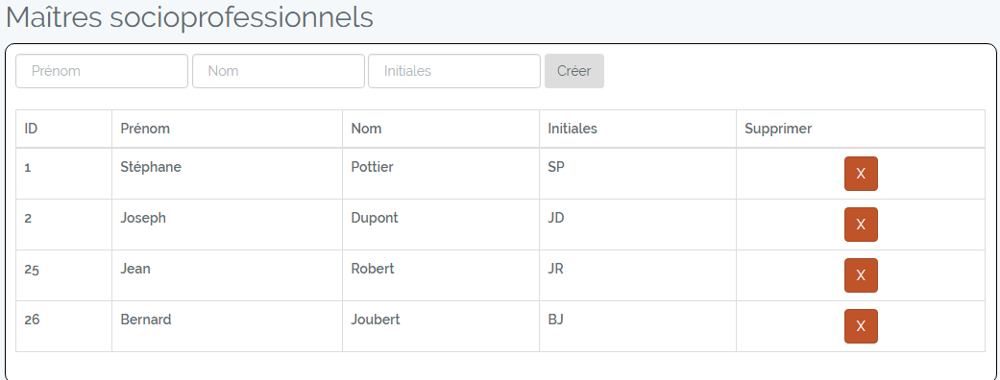 Maîtres socioprofessionnels
Prénom Nom Initiales Créer
ID Prénom Nom Initiales Supprimer
1 Stéphane Pottier SP X
2 Joseph Dupont JD X
25 Jean Robert JR X
26 Bernard Joubert BJ X